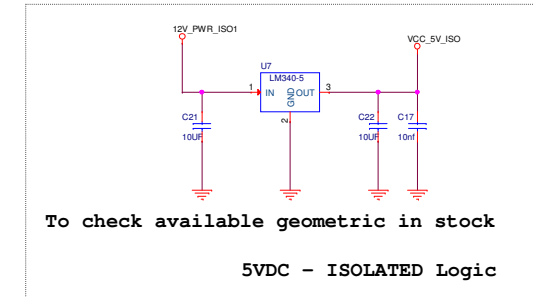 12V_PWR_ISO1
VCC_5V_ISO
U7
LM340-5
1
IN
GND
OUT
3
2
C21
10UF
C22
10UF
C17
10nf
To check available geometric in stock
5VDC - ISOLATED Logic